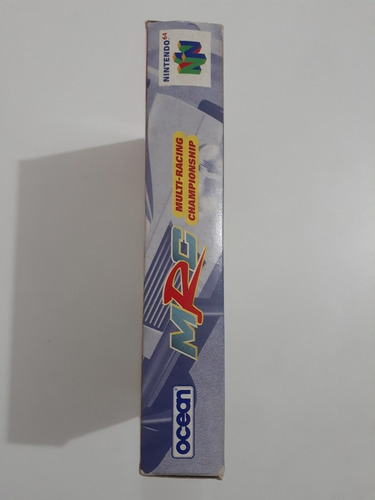 ocean
MRC
MULTI-RACING
CHAMPIONSHIP
NINTENDO64
N